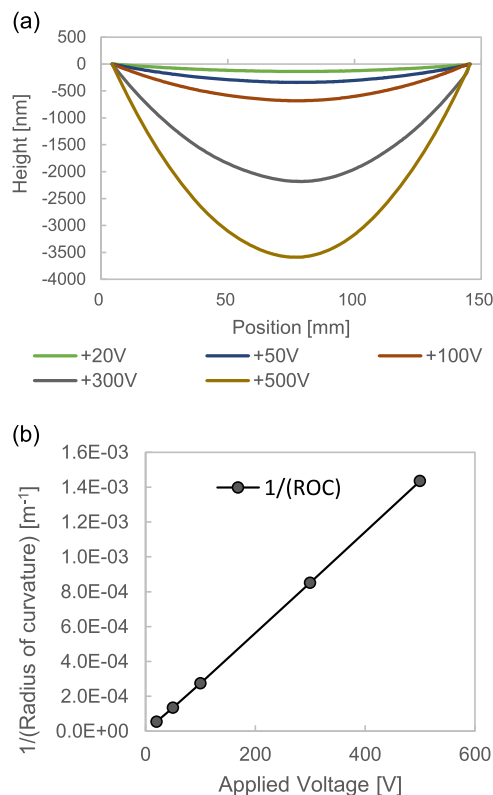 (a)
500
0
-500
-1000
-1500
-2000
-2500
-3000
-3500
-4000
Height [nm]
0 50 100 150
Position [mm]
+20V +50V +100V
+300V +500V
(b)
1.6E-03
1.4E-03
1.2E-03
1.0E-03
8.0E-04
6.0E-04
4.0E-04
2.0E-04
0.0E+00
1/(Radius of curvature) [m⁻¹]
1/(ROC)
0 200 400 600
Applied Voltage [V]